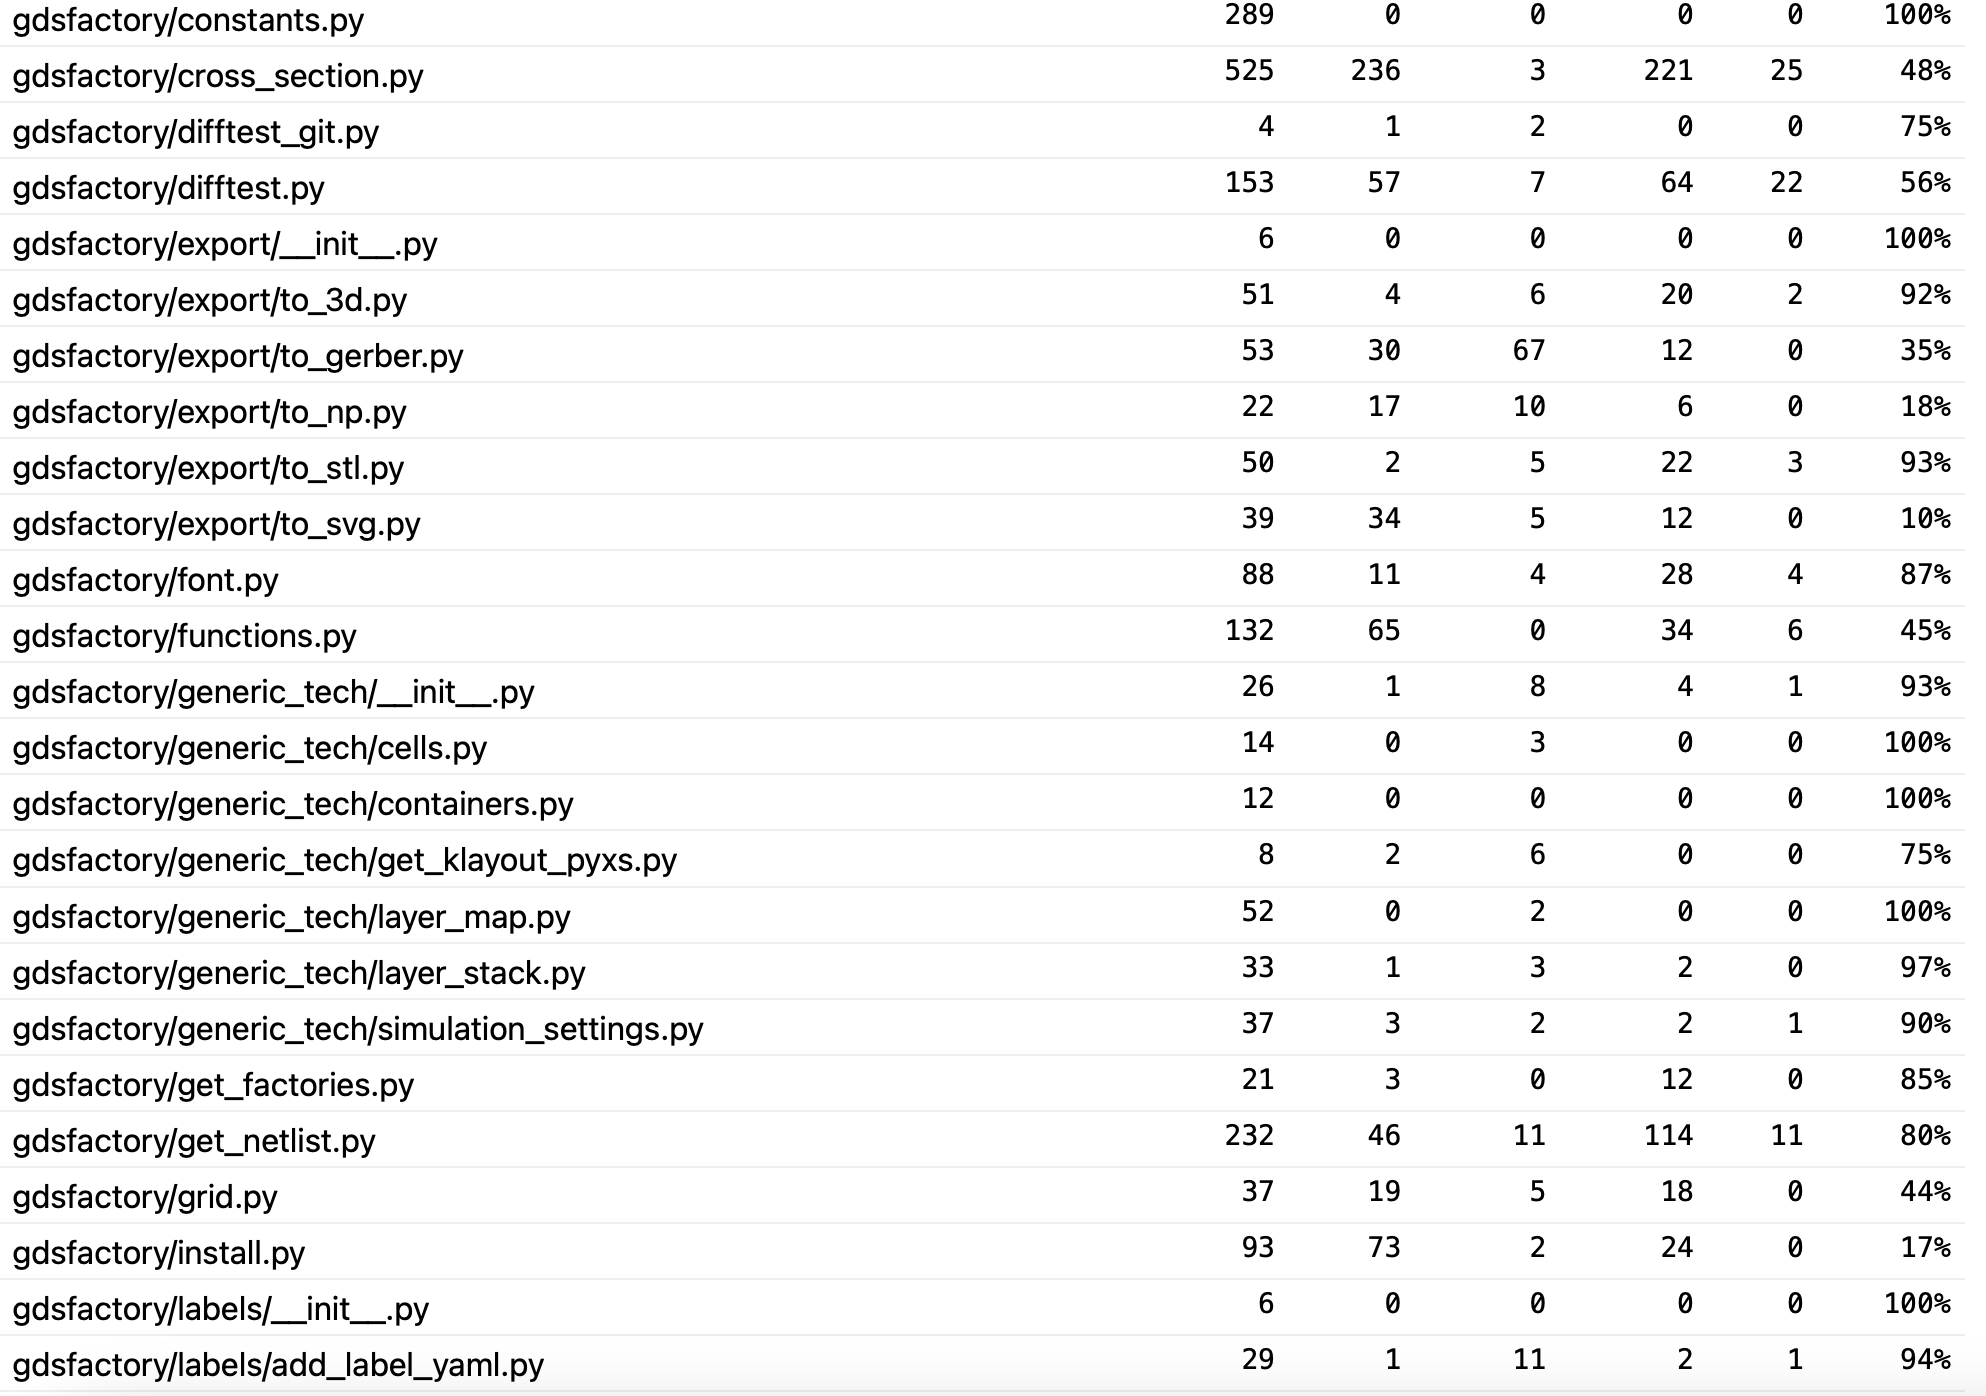 gdsfactory/constants.py 289 0 0 0 0 100%
gdsfactory/cross_section.py 525 236 3 221 25 48%
gdsfactory/difftest_git.py 4 1 2 0 0 75%
gdsfactory/difftest.py 153 57 7 64 22 56%
gdsfactory/export/__init__.py 6 0 0 0 0 100%
gdsfactory/export/to_3d.py 51 4 6 20 2 92%
gdsfactory/export/to_gerber.py 53 30 67 12 0 35%
gdsfactory/export/to_np.py 22 17 10 6 0 18%
gdsfactory/export/to_stl.py 50 2 5 22 3 93%
gdsfactory/export/to_svg.py 39 34 5 12 0 10%
gdsfactory/font.py 88 11 4 28 4 87%
gdsfactory/functions.py 132 65 0 34 6 45%
gdsfactory/generic_tech/__init__.py 26 1 8 4 1 93%
gdsfactory/generic_tech/cells.py 14 0 3 0 0 100%
gdsfactory/generic_tech/containers.py 12 0 0 0 0 100%
gdsfactory/generic_tech/get_klayout_pyxs.py 8 2 6 0 0 75%
gdsfactory/generic_tech/layer_map.py 52 0 2 0 0 100%
gdsfactory/generic_tech/layer_stack.py 33 1 3 2 0 97%
gdsfactory/generic_tech/simulation_settings.py 37 3 2 2 1 90%
gdsfactory/get_factories.py 21 3 0 12 0 85%
gdsfactory/get_netlist.py 232 46 11 114 11 80%
gdsfactory/grid.py 37 19 5 18 0 44%
gdsfactory/install.py 93 73 2 24 0 17%
gdsfactory/labels/__init__.py 6 0 0 0 0 100%
gdsfactory/labels/add_label_yaml.py 29 1 11 2 1 94%